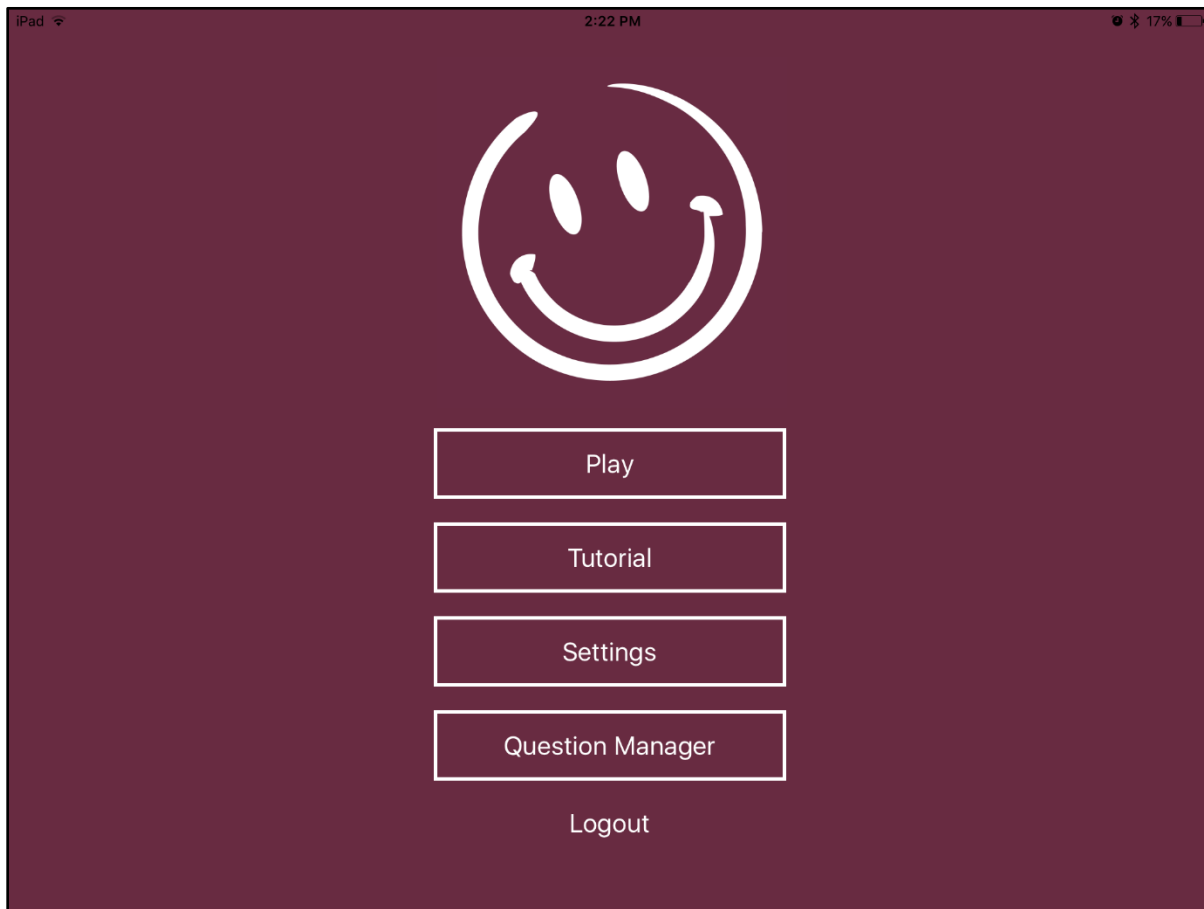 iPad 2:22 PM 17%
Play
Tutorial
Settings
Question Manager
Logout